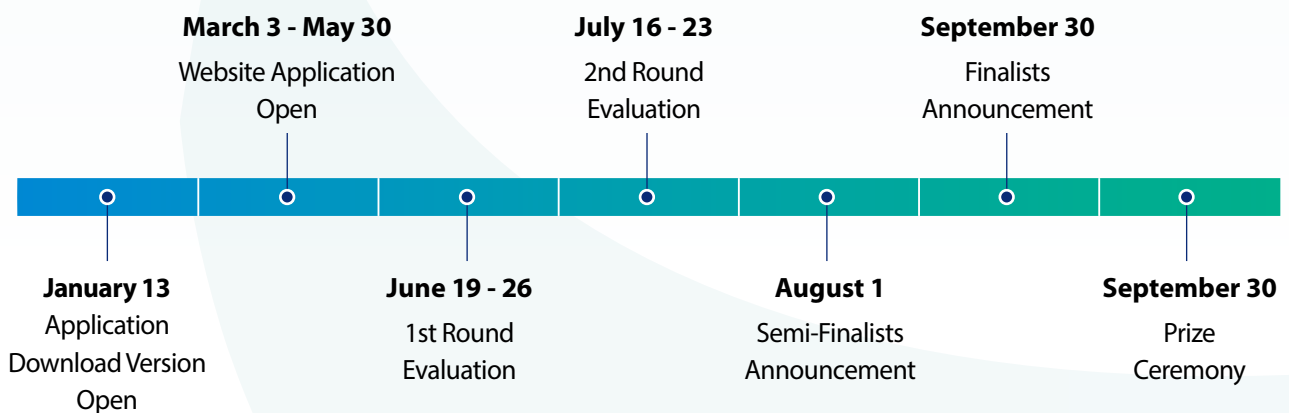 March 3 - May 30
Website Application
Open
July 16 - 23
2nd Round
Evaluation
September 30
Finalists
Announcement
January 13
Application
Download Version
Open
June 19 - 26
1st Round
Evaluation
August 1
Semi-Finalists
Announcement
September 30
Prize
Ceremony